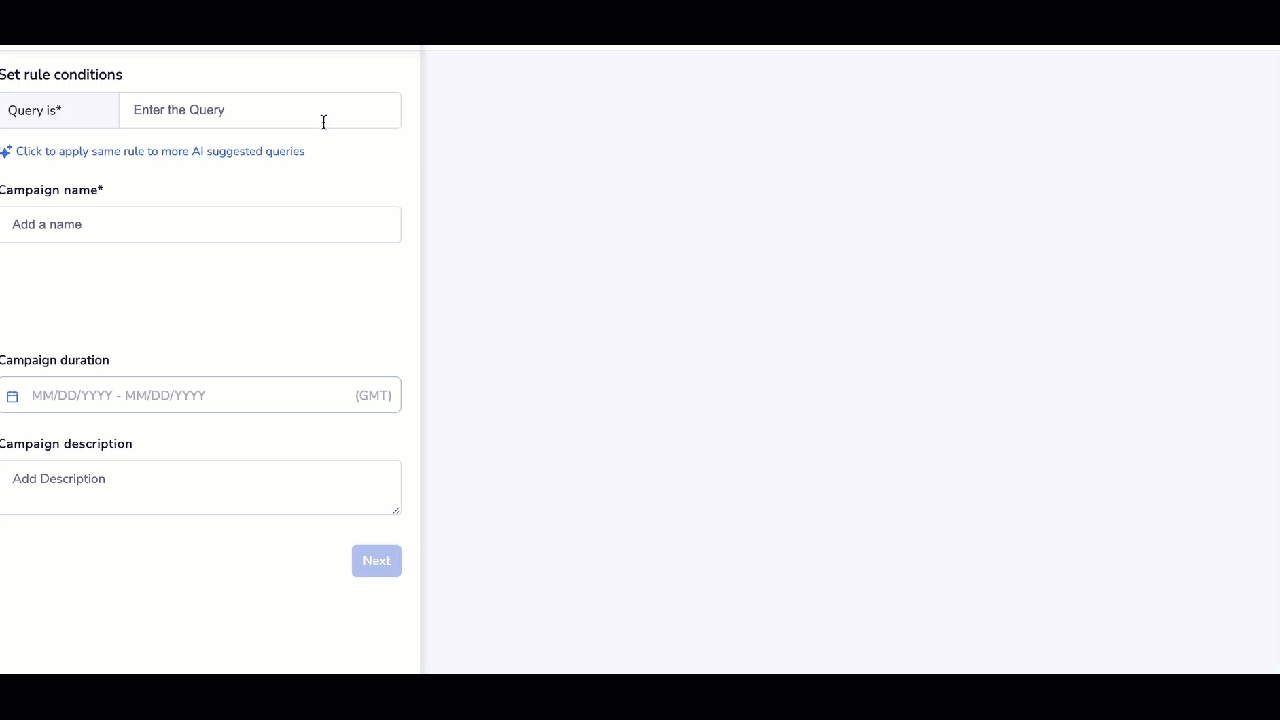 Set rule conditions
Query is* Enter the Query
Click to apply same rule to more AI suggested queries
Campaign name*
Add a name
Campaign duration
MM/DD/YYYY - MM/DD/YYYY (GMT)
Campaign description
Add Description
Next